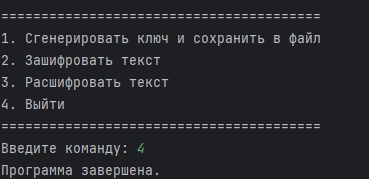 ========================================
1. Сгенерировать ключ и сохранить в файл
2. Зашифровать текст
3. Расшифровать текст
4. Выйти
========================================
Введите команду: 4
Программа завершена.